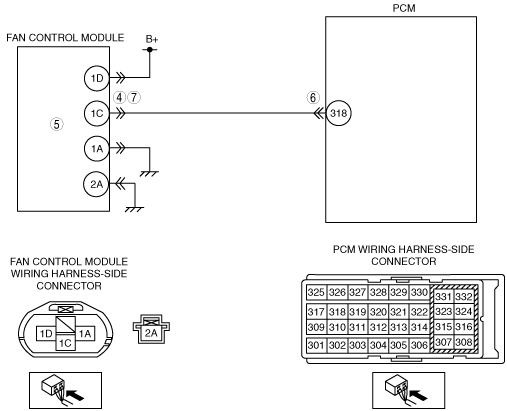 PCM
FAN CONTROL MODULE
B+
1D
④ ⑦
⑥
1C
318
⑤
1A
2A
FAN CONTROL MODULE
WIRING HARNESS-SIDE
CONNECTOR
PCM WIRING HARNESS-SIDE
CONNECTOR
1D 1A
1C
2A
325 326 327 328 329 330 331 332
317 318 319 320 321 322 323 324
309 310 311 312 313 314 315 316
301 302 303 304 305 306 307 308